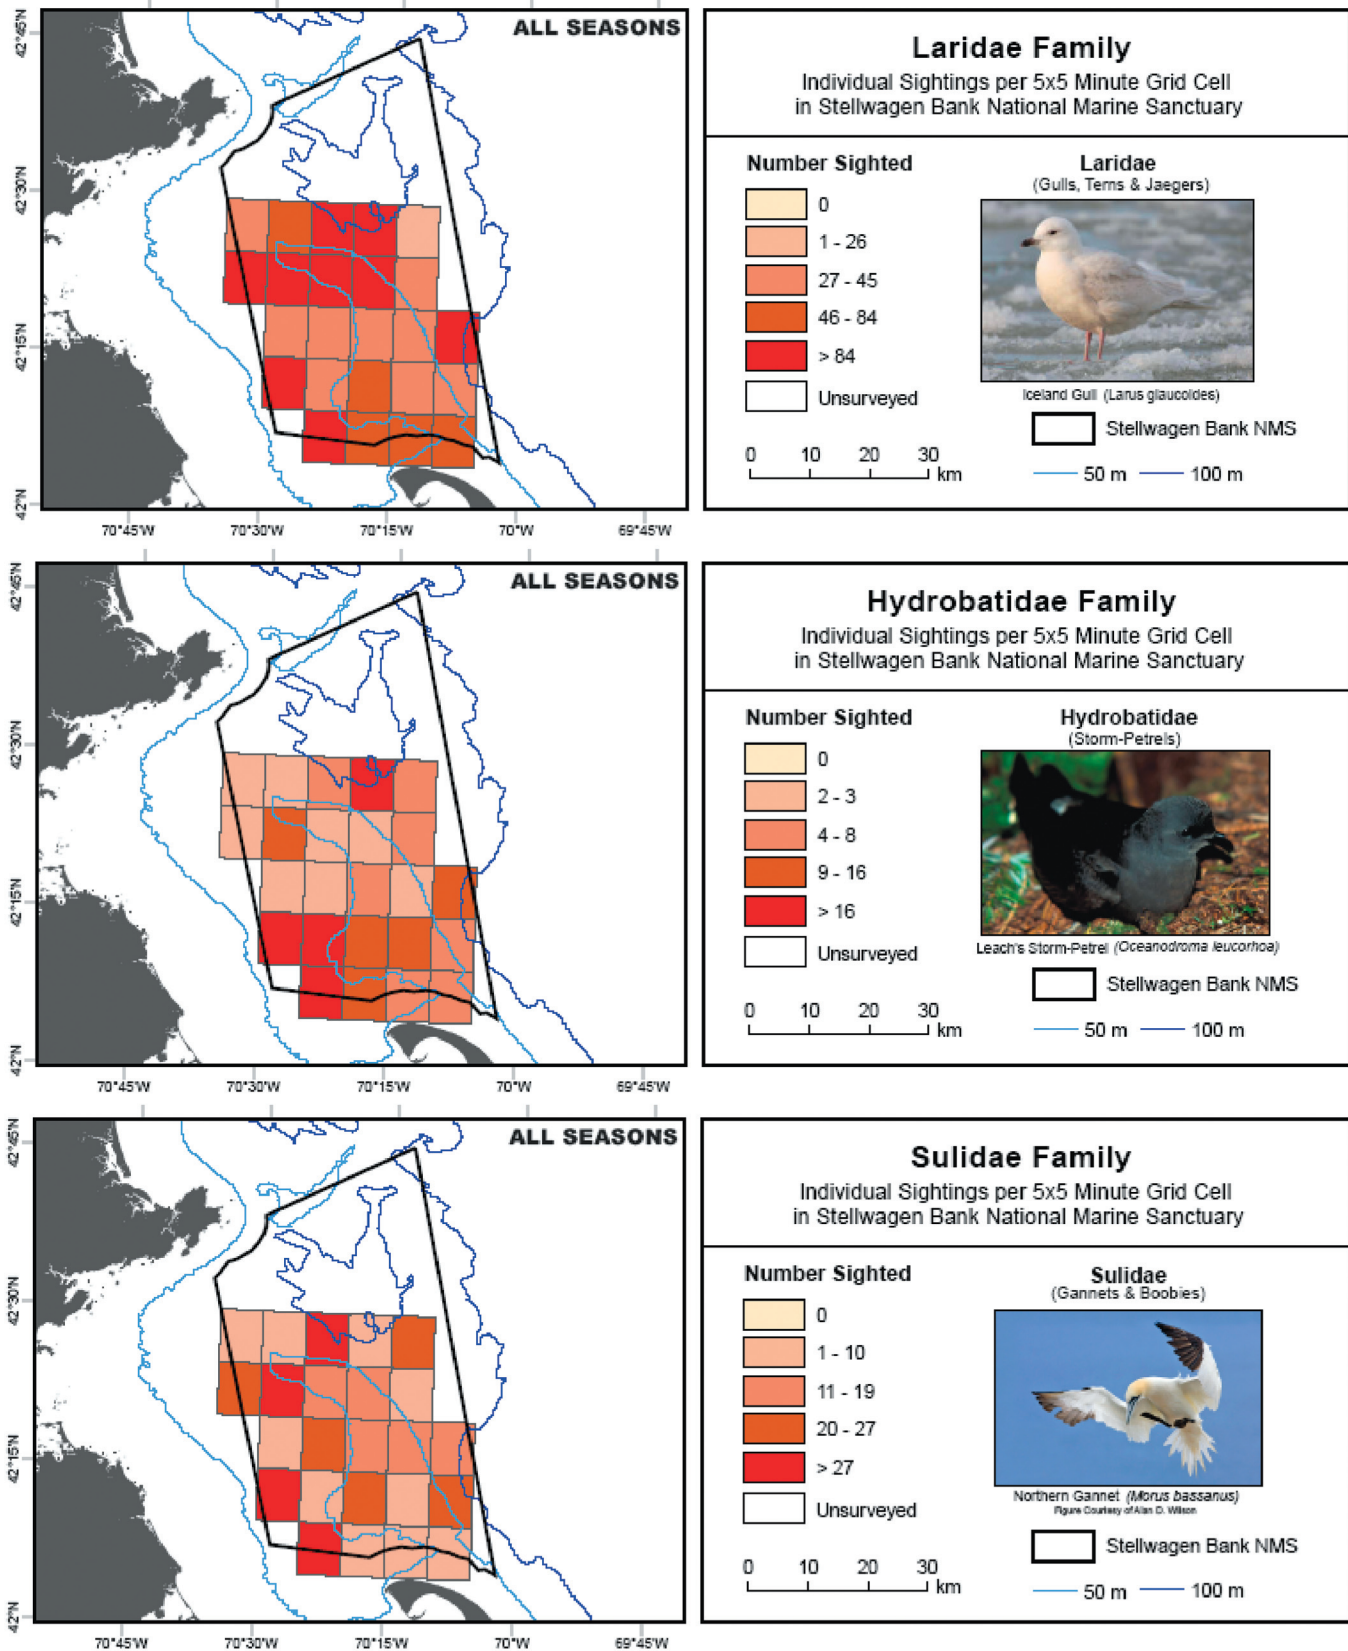 ALL SEASONS
42°45'N
42°30'N
42°15'N
42°N
70°45'W
70°30'W
70°15'W
70°W
69°45'W
Laridae Family
Individual Sightings per 5x5 Minute Grid Cell
in Stellwagen Bank National Marine Sanctuary
Number Sighted
0
1 - 26
27 - 45
46 - 84
> 84
Unsurveyed
0 10 20 30
km
Laridae
(Gulls, Terns & Jaegers)
Iceland Gull (Larus glaucoides)
Stellwagen Bank NMS
50 m 100 m
ALL SEASONS
42°45'N
42°30'N
42°15'N
42°N
70°45'W
70°30'W
70°15'W
70°W
69°45'W
Hydrobatidae Family
Individual Sightings per 5x5 Minute Grid Cell
in Stellwagen Bank National Marine Sanctuary
Number Sighted
0
2 - 3
4 - 8
9 - 16
> 16
Unsurveyed
0 10 20 30
km
Hydrobatidae
(Storm-Petrels)
Leach's Storm-Petrel (Oceanodroma leucorhoa)
Stellwagen Bank NMS
50 m 100 m
ALL SEASONS
42°45'N
42°30'N
42°15'N
42°N
70°45'W
70°30'W
70°15'W
70°W
69°45'W
Sulidae Family
Individual Sightings per 5x5 Minute Grid Cell
in Stellwagen Bank National Marine Sanctuary
Number Sighted
0
1 - 10
11 - 19
20 - 27
> 27
Unsurveyed
0 10 20 30
km
Sulidae
(Gannets & Boobies)
Northern Gannet (Morus bassanus)
Figure Courtesy of Alan D. Wilson
Stellwagen Bank NMS
50 m 100 m